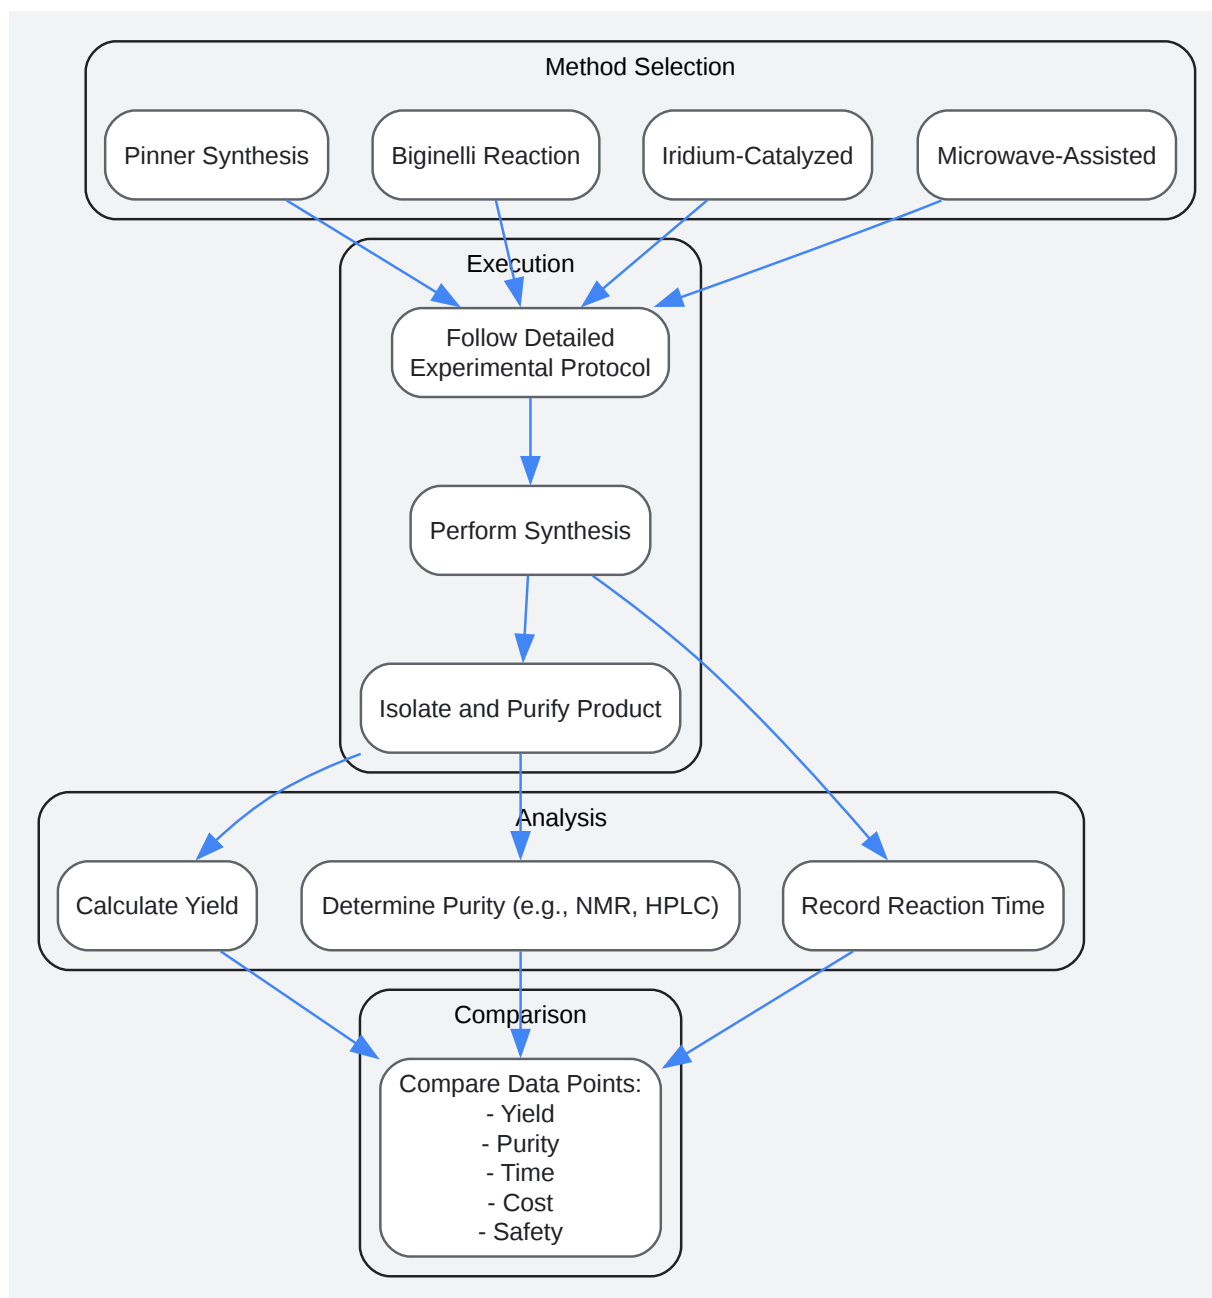 Method Selection
Pinner Synthesis
Biginelli Reaction
Iridium-Catalyzed
Microwave-Assisted
Execution
Follow Detailed
Experimental Protocol
Perform Synthesis
Isolate and Purify Product
Analysis
Calculate Yield
Determine Purity (e.g., NMR, HPLC)
Record Reaction Time
Comparison
Compare Data Points:
- Yield
- Purity
- Time
- Cost
- Safety